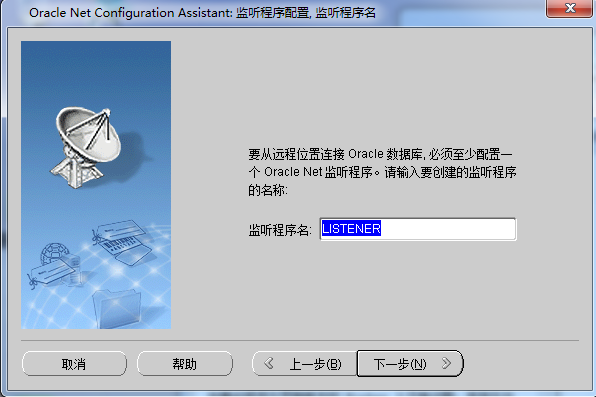 Oracle Net Configuration Assistant: 监听程序配置, 监听程序名
要从远程位置连接 Oracle 数据库, 必须至少配置一
个 Oracle Net 监听程序。请输入要创建的监听程序
的名称:
监听程序名: LISTENER
取消 帮助 上一步(B) 下一步(N)